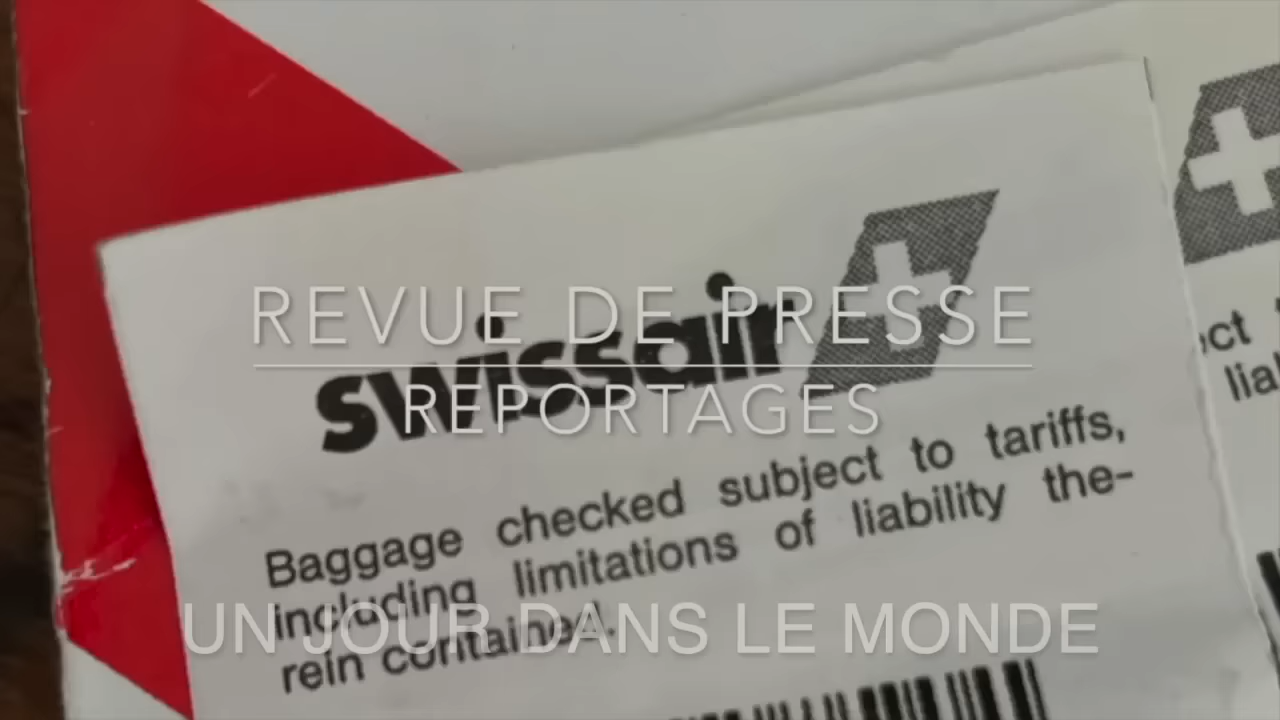 REVUE DE PRESSE
swissair
REPORTAGES
Baggage checked subject to tariffs,
including limitations of liability the-
rein contained.
UN JOUR DANS LE MONDE
ct
lia